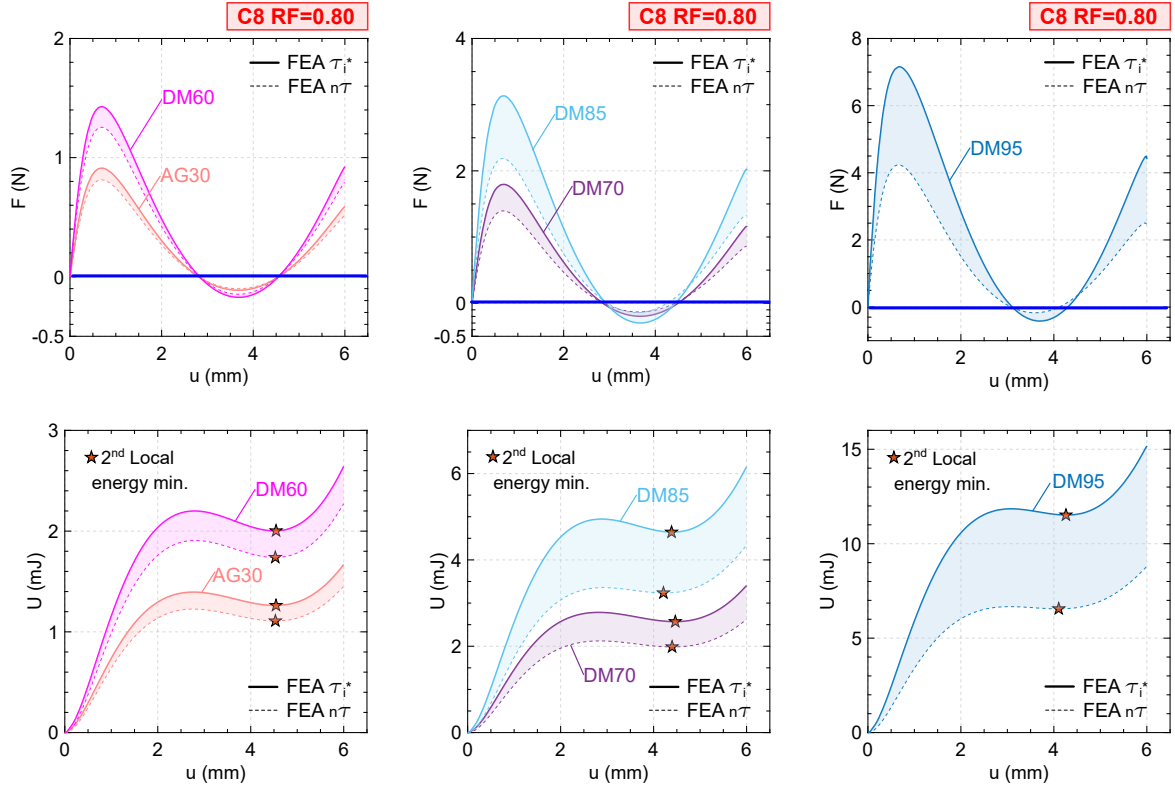 C8 RF=0.80
C8 RF=0.80
C8 RF=0.80
2
1
0
-0.5
F (N)
FEA τi*
FEA nτ
DM60
AG30
0
2
4
6
u (mm)
4
2
0
-0.5
F (N)
FEA τi*
FEA nτ
DM85
DM70
0
2
4
6
u (mm)
8
6
4
2
0
F (N)
FEA τi*
FEA nτ
DM95
0
2
4
6
u (mm)
3
2
1
0
U (mJ)
2nd Local
energy min.
DM60
AG30
FEA τi*
FEA nτ
0
2
4
6
u (mm)
6
4
2
0
U (mJ)
2nd Local
energy min.
DM85
DM70
FEA τi*
FEA nτ
0
2
4
6
u (mm)
15
10
5
0
U (mJ)
2nd Local
energy min.
DM95
FEA τi*
FEA nτ
0
2
4
6
u (mm)